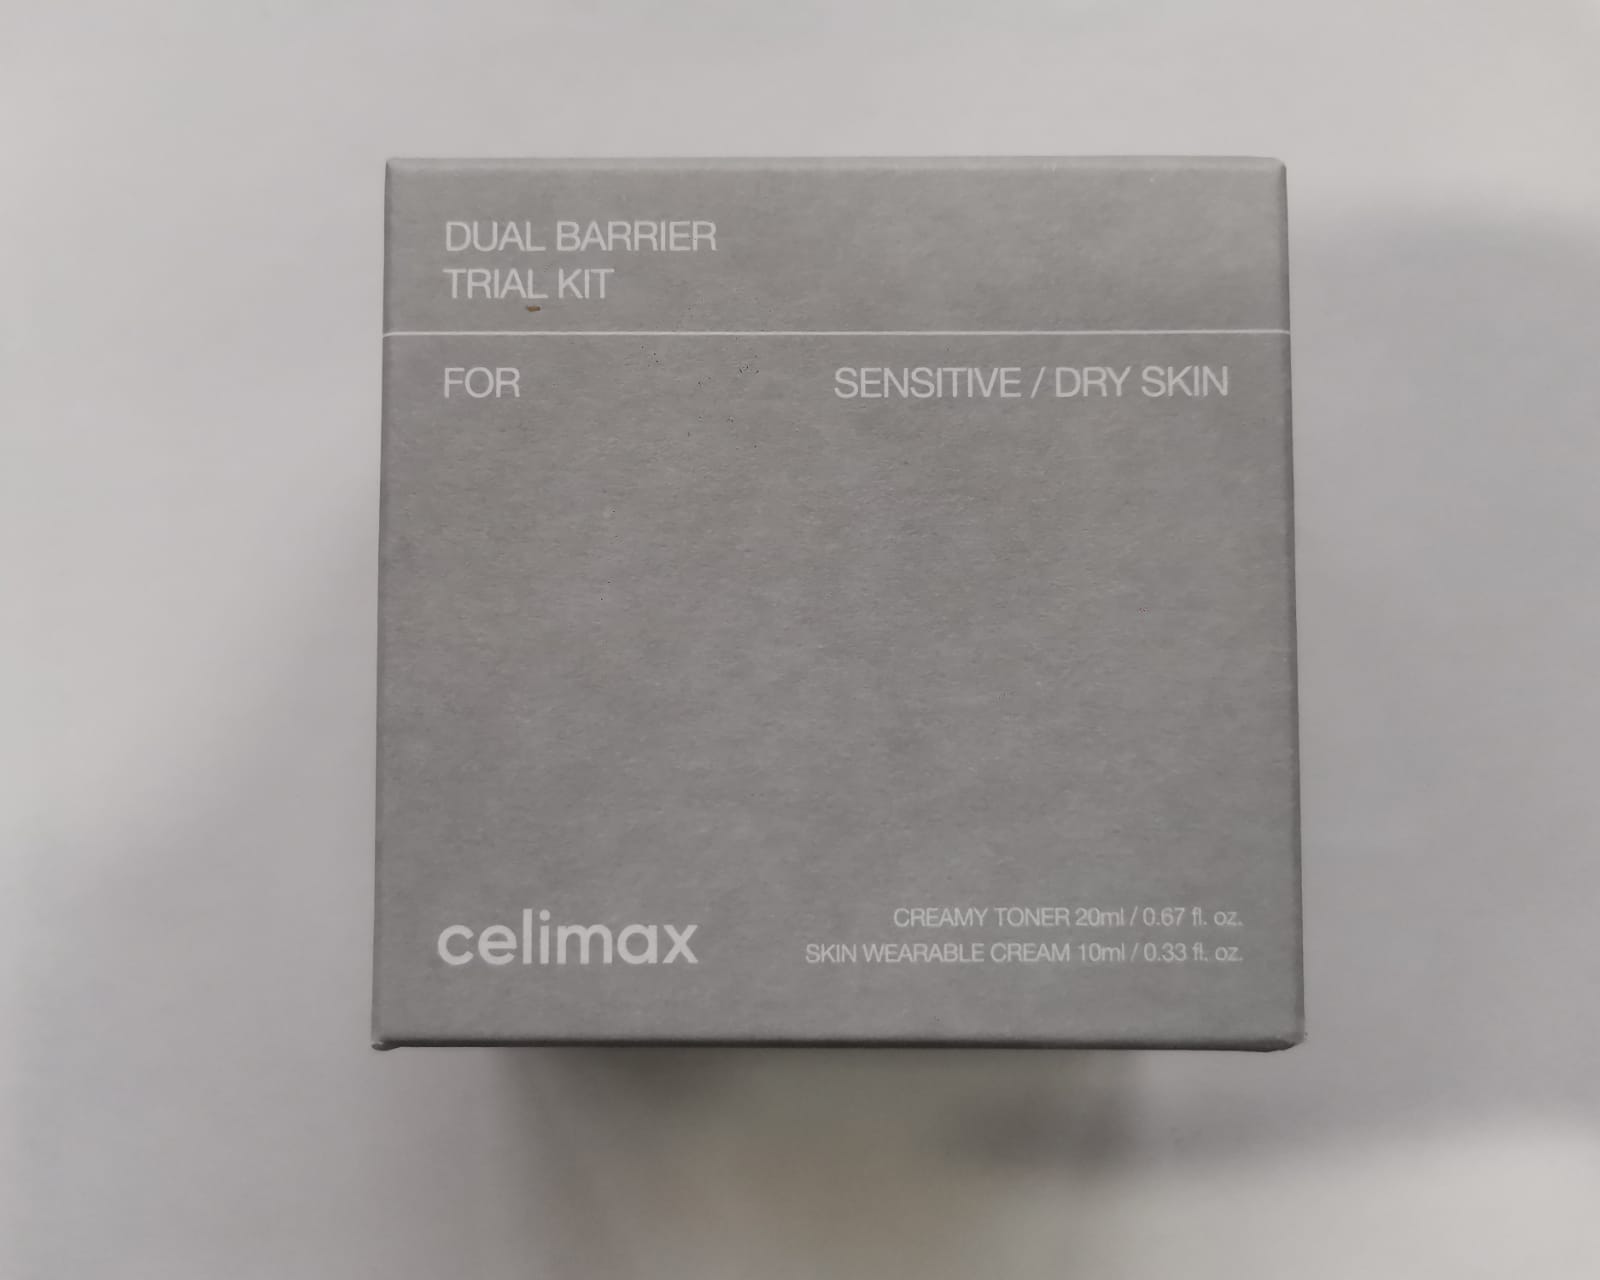 DUAL BARRIER
TRIAL KIT
FOR SENSITIVE / DRY SKIN
celimax
CREAMY TONER 20ml / 0.67 fl. oz.
SKIN WEARABLE CREAM 10ml / 0.33 fl. oz.